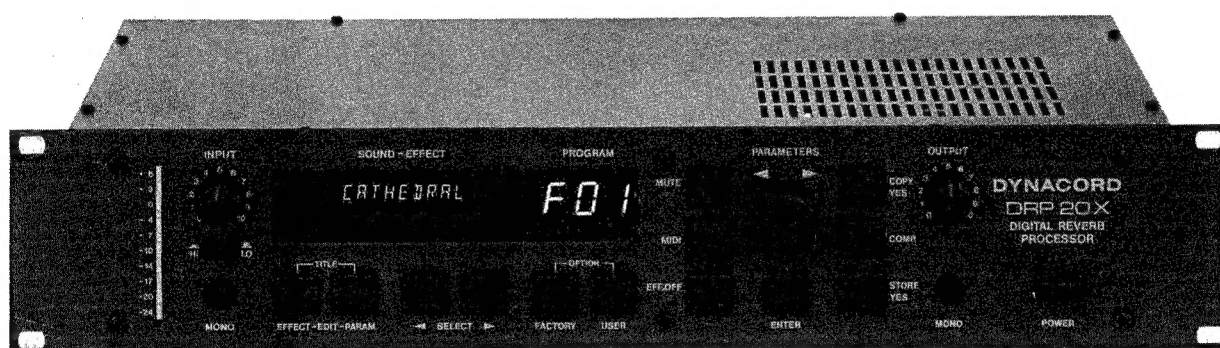 INPUT
SOUND-EFFECT
PROGRAM
PARAMETERS
OUTPUT
CATHEDRAL
F01
MUTE
COPY
YES
DYNACORD
DRP 20X
DIGITAL REVERB
PROCESSOR
MIDI
COMP.
HI
LO
TITLE
OPTION
EFF.OFF
STORE
YES
MONO
EFFECT-EDIT-PARAM.
SELECT
FACTORY
USER
ENTER
MONO
POWER